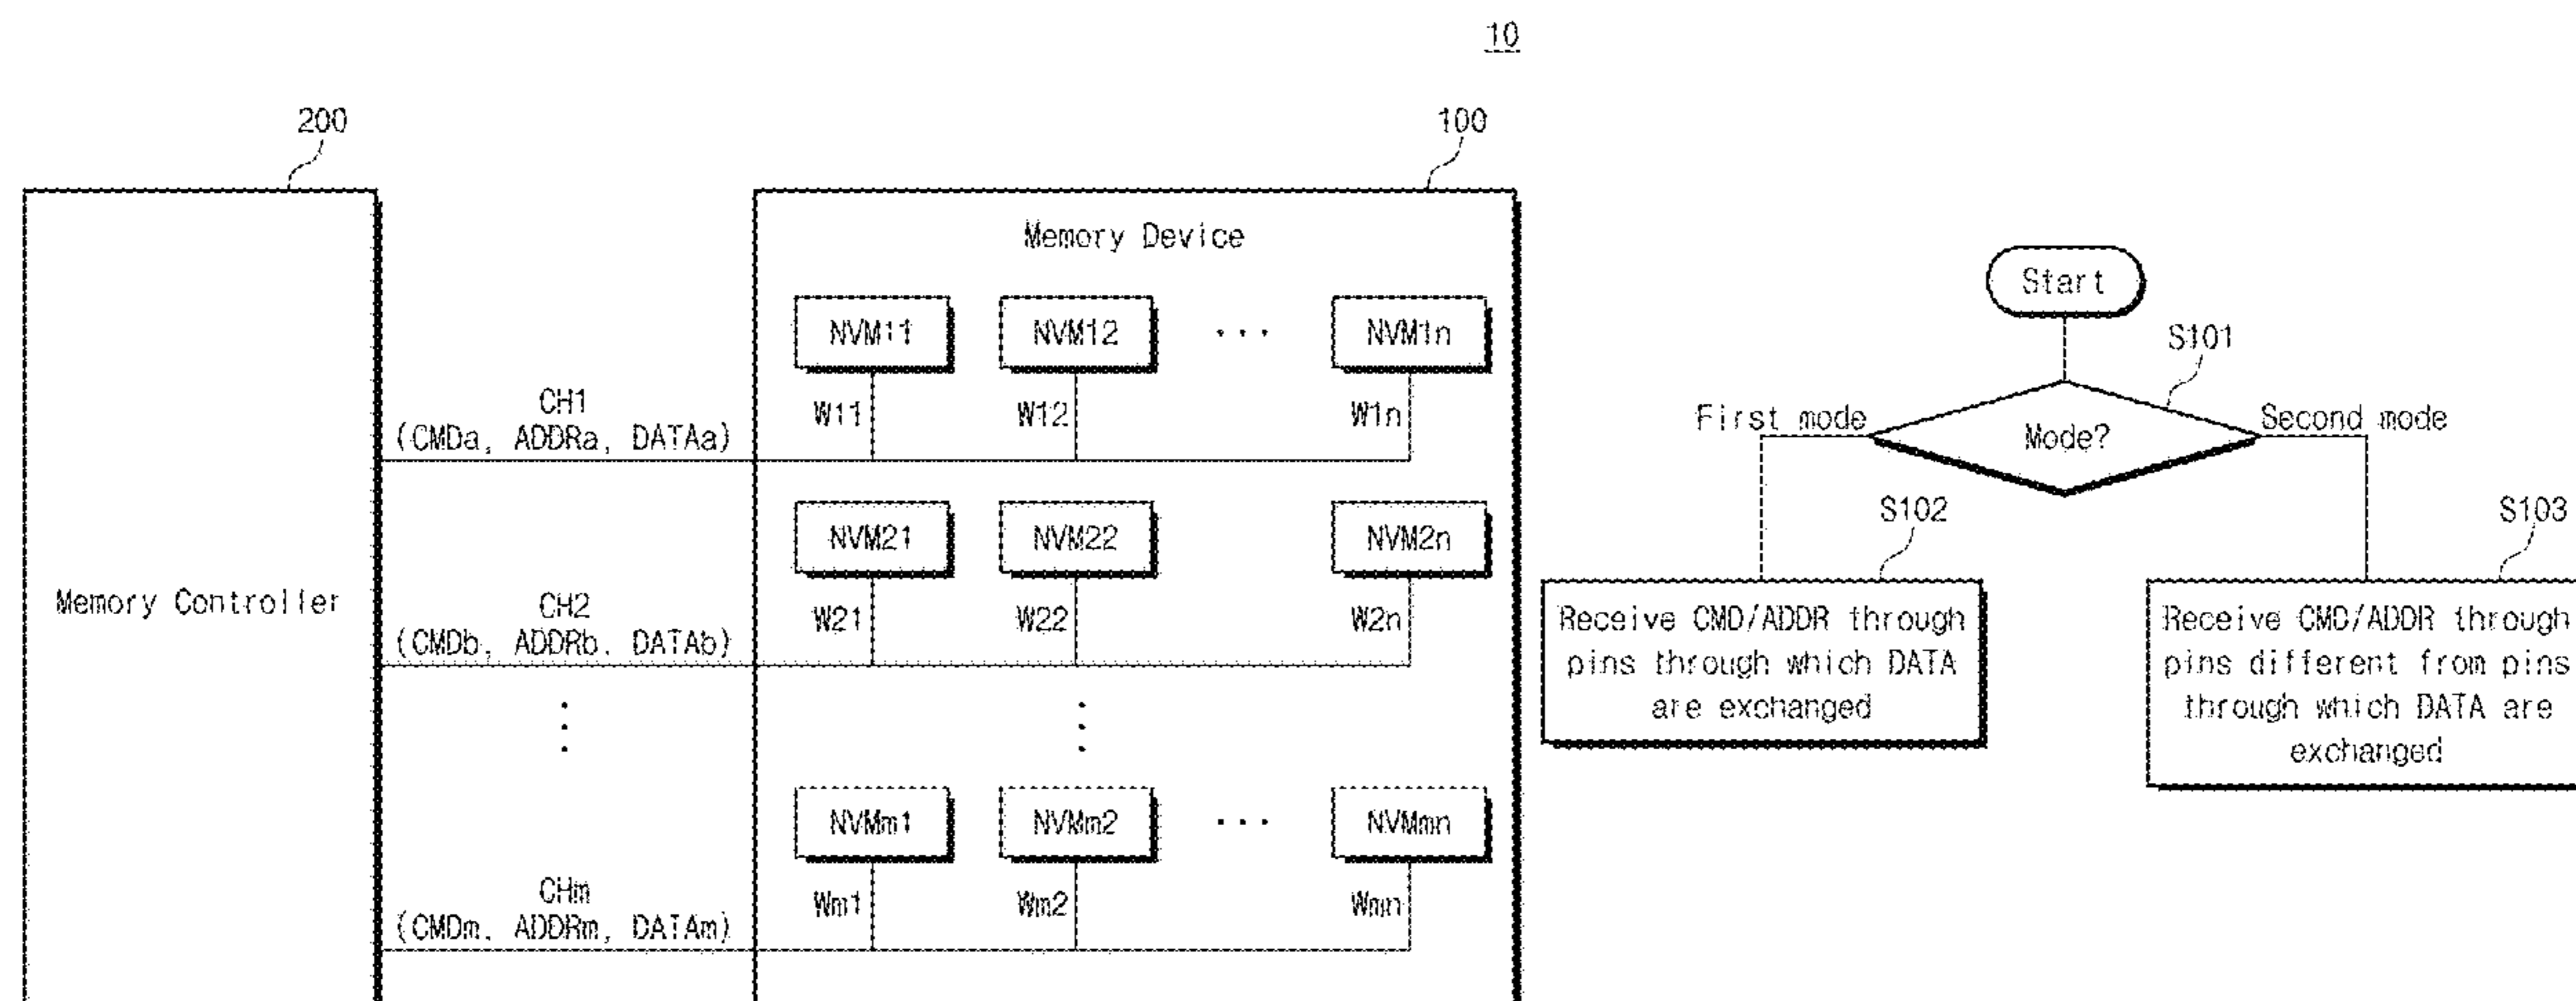 10
200
100
Memory Device
NVM11
NVM12
...
NVM1n
CH1
(CMDa, ADDRa, DATAa)
W11
W12
W1n
NVM21
NVM22
NVM2n
Memory Controller
CH2
(CMDb, ADDRb, DATAb)
W21
W22
W2n
NVMm1
NVMm2
...
NVMmn
CHm
(CMDm, ADDRm, DATAm)
Wm1
Wm2
Wmn
Start
S101
First mode
Mode?
Second mode
S102
Receive CMD/ADDR through
pins through which DATA
are exchanged
S103
Receive CMD/ADDR through
pins different from pins
through which DATA are
exchanged